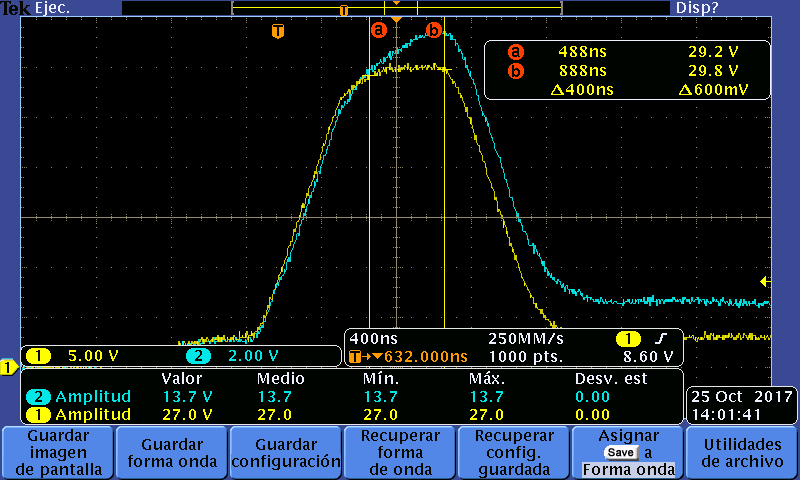 Tek Ejec. Disp?
T
T a b
a 488ns 29.2 V
b 888ns 29.8 V
Δ400ns Δ600mV
1 5.00 V 2 2.00 V
400ns 250MM/s 1 8.60 V
T→▼632.000ns 1000 pts.
1
Valor Medio Mín. Máx. Desv. est
2 Amplitud 13.7 V 13.7 13.7 13.7 0.00
1 Amplitud 27.0 V 27.0 27.0 27.0 0.00
25 Oct 2017
14:01:41
Guardar imagen de pantalla
Guardar forma onda
Guardar configuración
Recuperar forma de onda
Recuperar config. guardada
Asignar Save a Forma onda
Utilidades de archivo